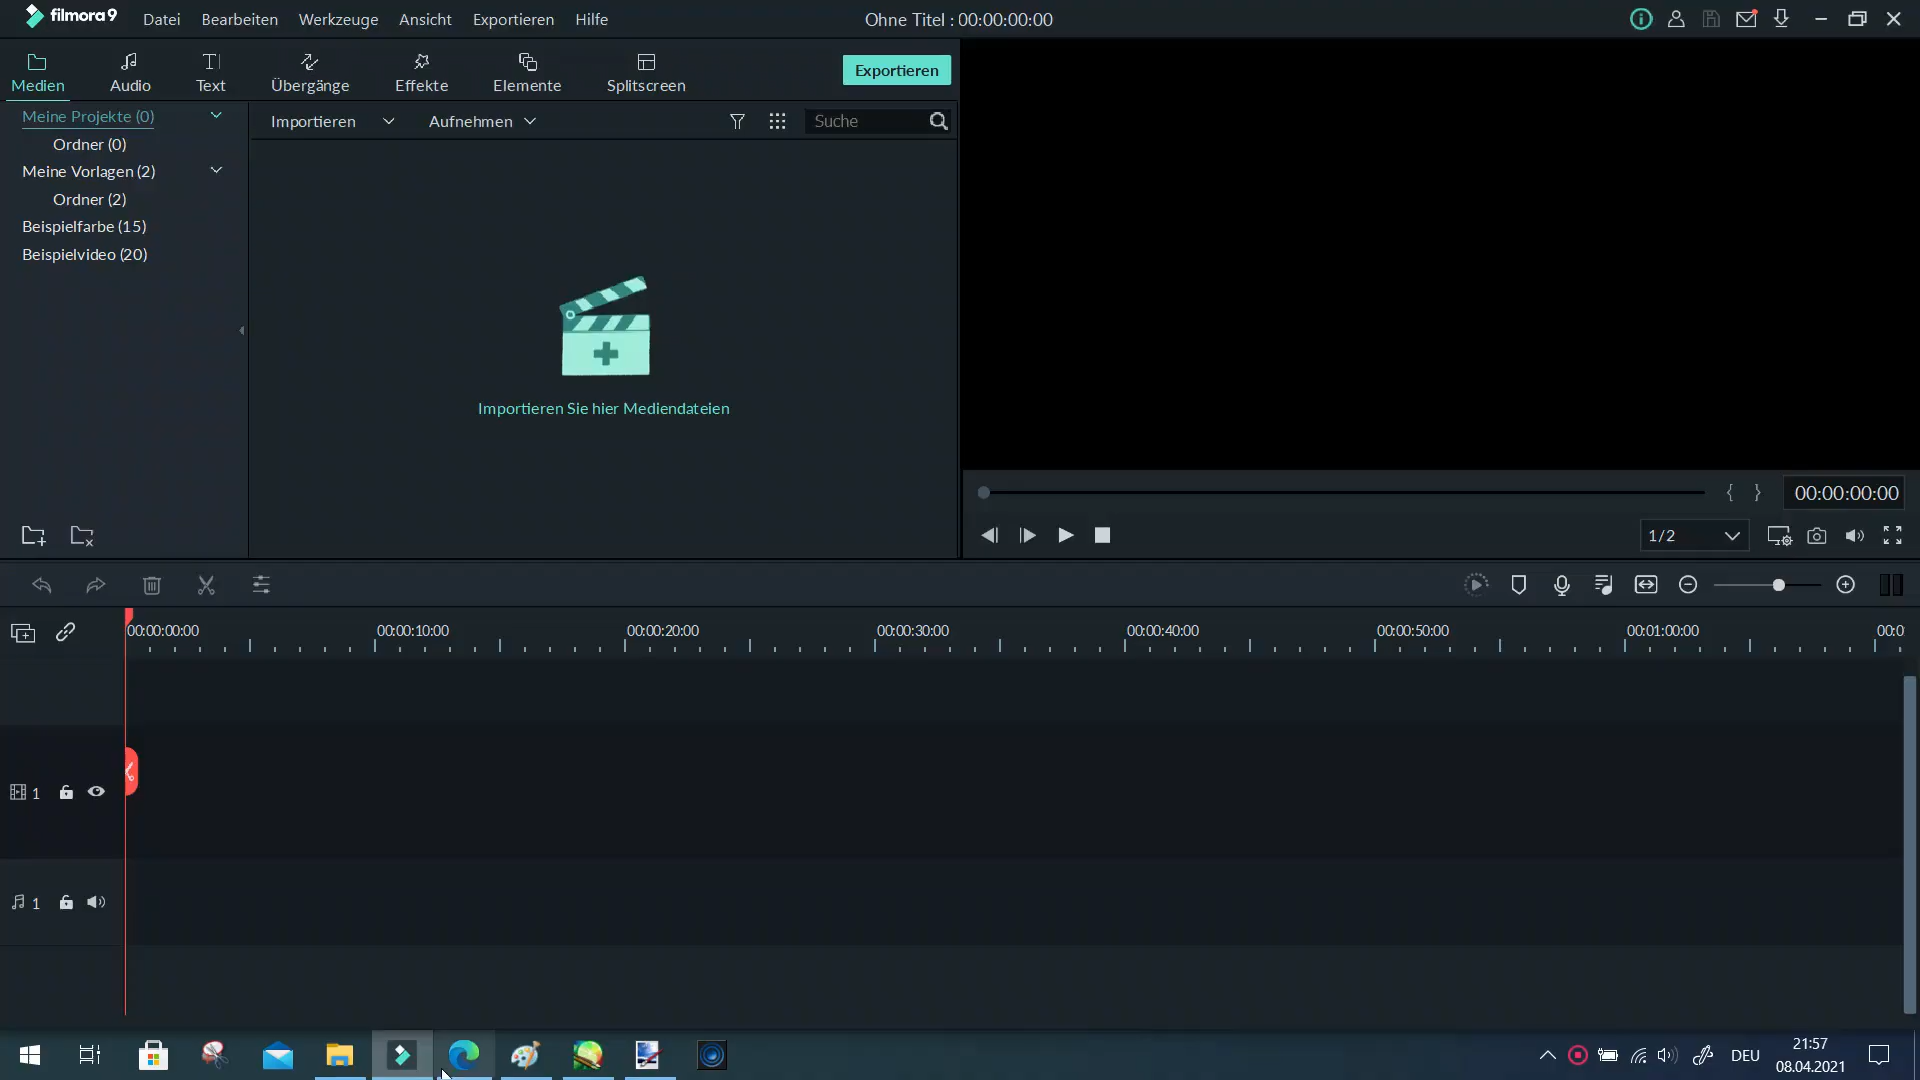 filmora9 Datei Bearbeiten Werkzeuge Ansicht Exportieren Hilfe Ohne Titel : 00:00:00:00
Medien Audio Text Übergänge Effekte Elemente Splitscreen Exportieren
Meine Projekte (0)
Ordner (0)
Meine Vorlagen (2)
Ordner (2)
Beispielfarbe (15)
Beispielvideo (20)
Importieren Aufnehmen Suche
Importieren Sie hier Mediendateien
00:00:00:00
1/2
00:00:00:00 00:00:10:00 00:00:20:00 00:00:30:00 00:00:40:00 00:00:50:00 00:01:00:00 00:0
1
1
DEU
21:57
08.04.2021